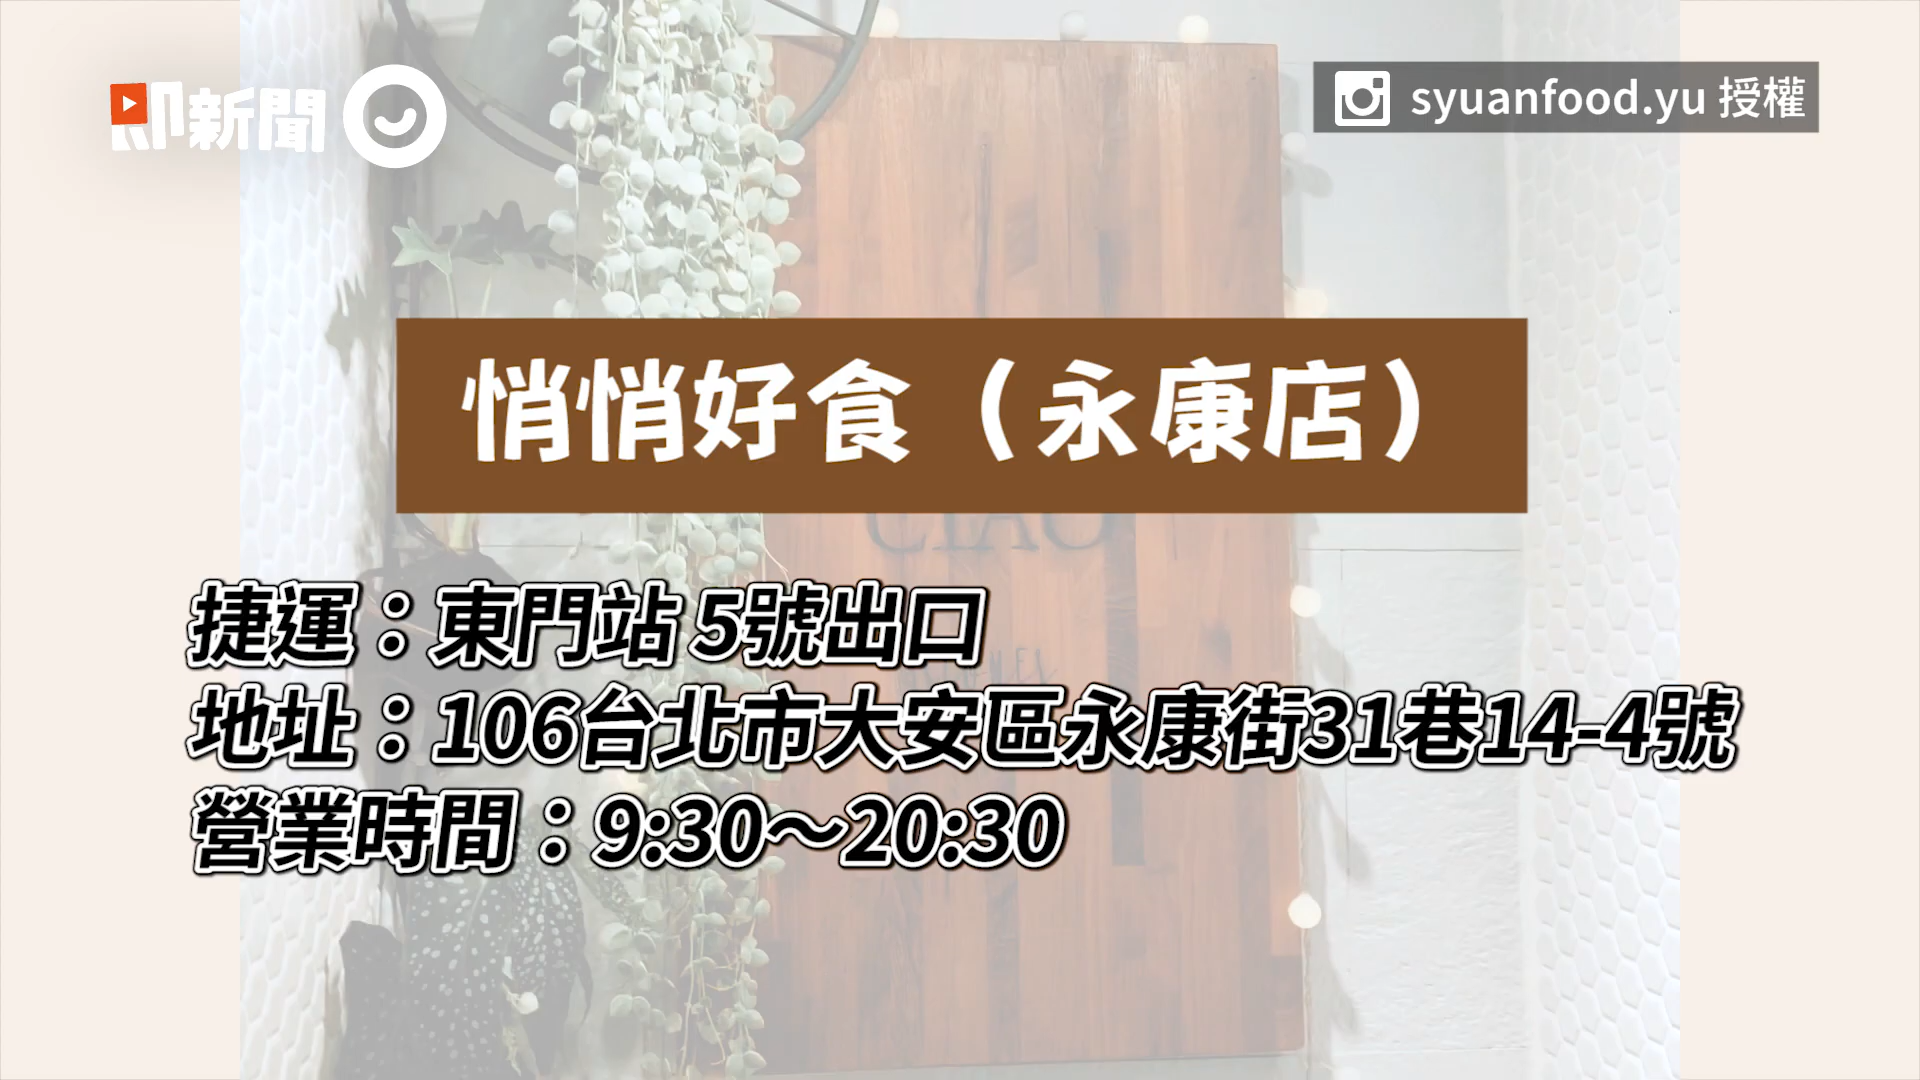 即新聞
syuanfood.yu 授權
悄悄好食（永康店）
CIAO
捷運：東門站 5號出口
地址：106台北市大安區永康街31巷14-4號
營業時間：9:30～20:30